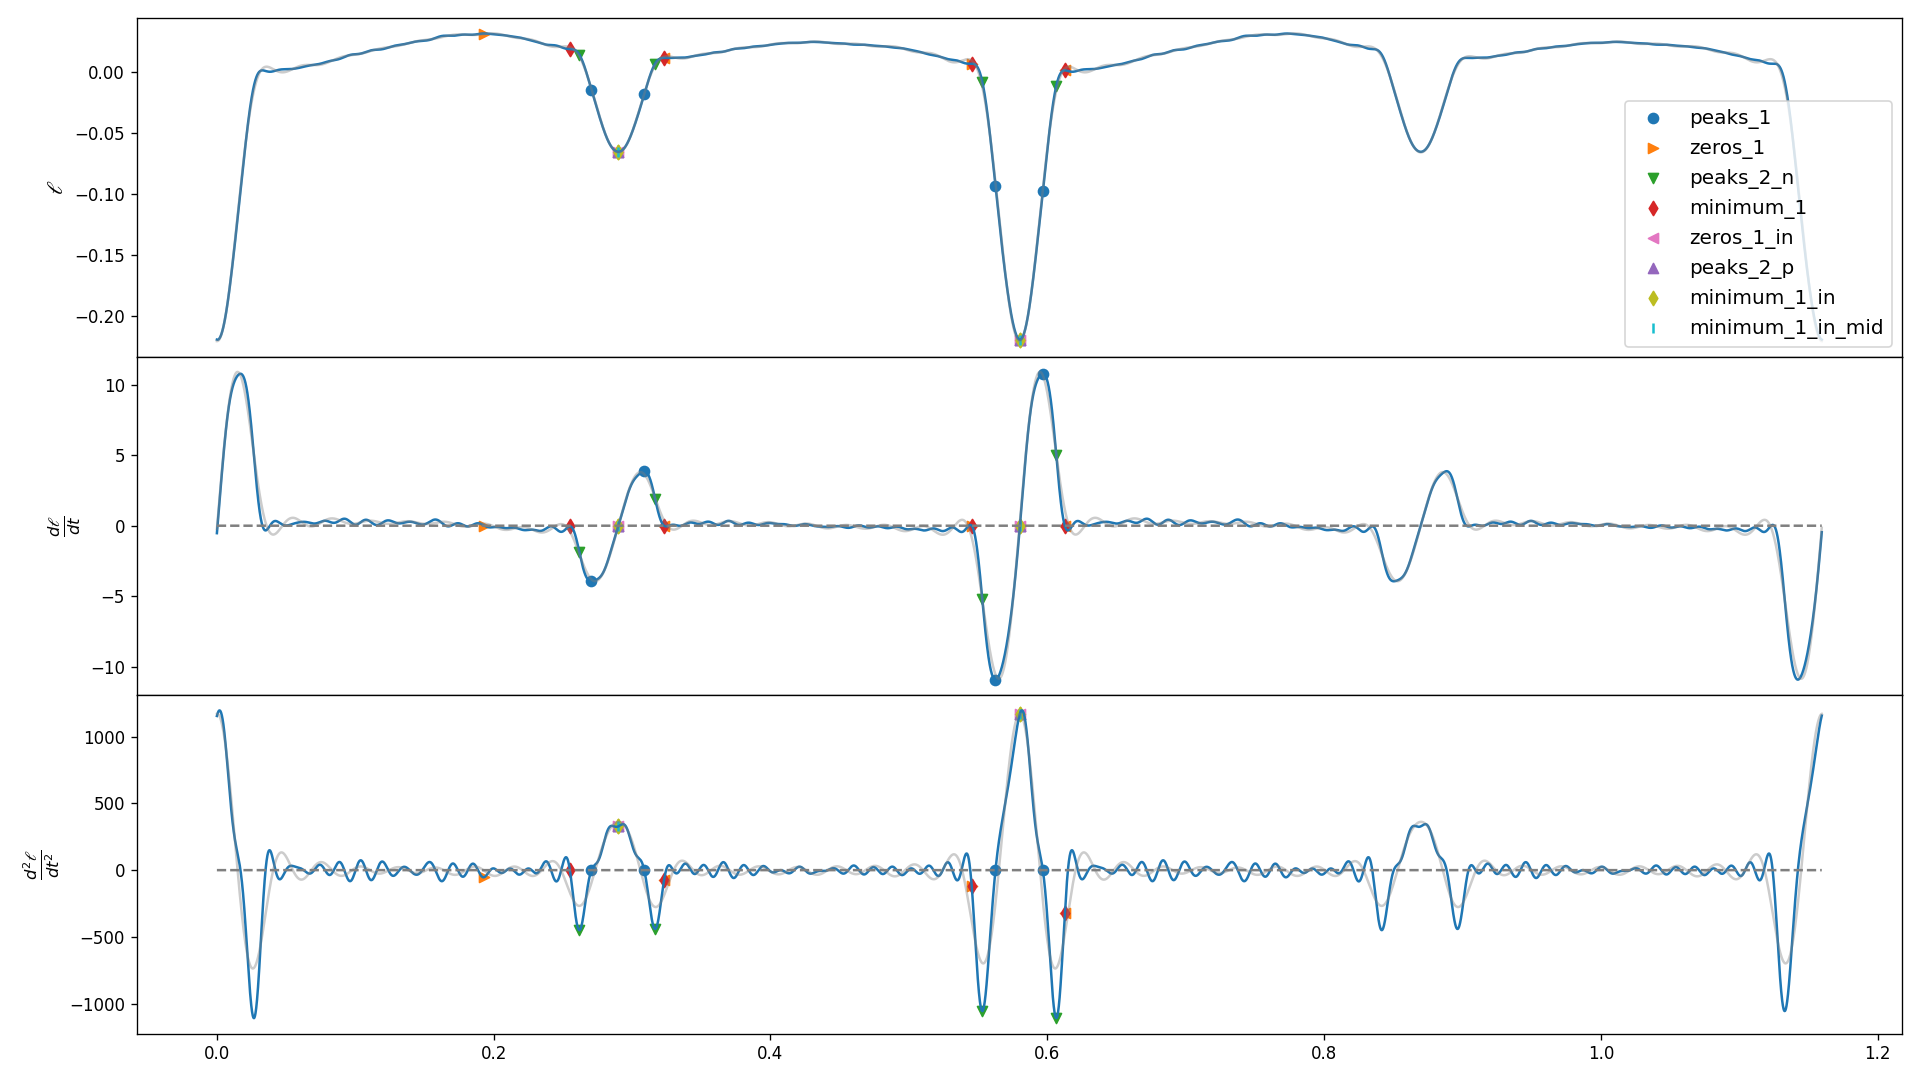 0.00
−0.05
−0.10
−0.15
−0.20
ℓ
peaks_1
zeros_1
peaks_2_n
minimum_1
zeros_1_in
peaks_2_p
minimum_1_in
minimum_1_in_mid
10
5
0
−5
−10
dℓ
dt
1000
500
0
−500
−1000
d²ℓ
dt²
0.0 0.2 0.4 0.6 0.8 1.0 1.2